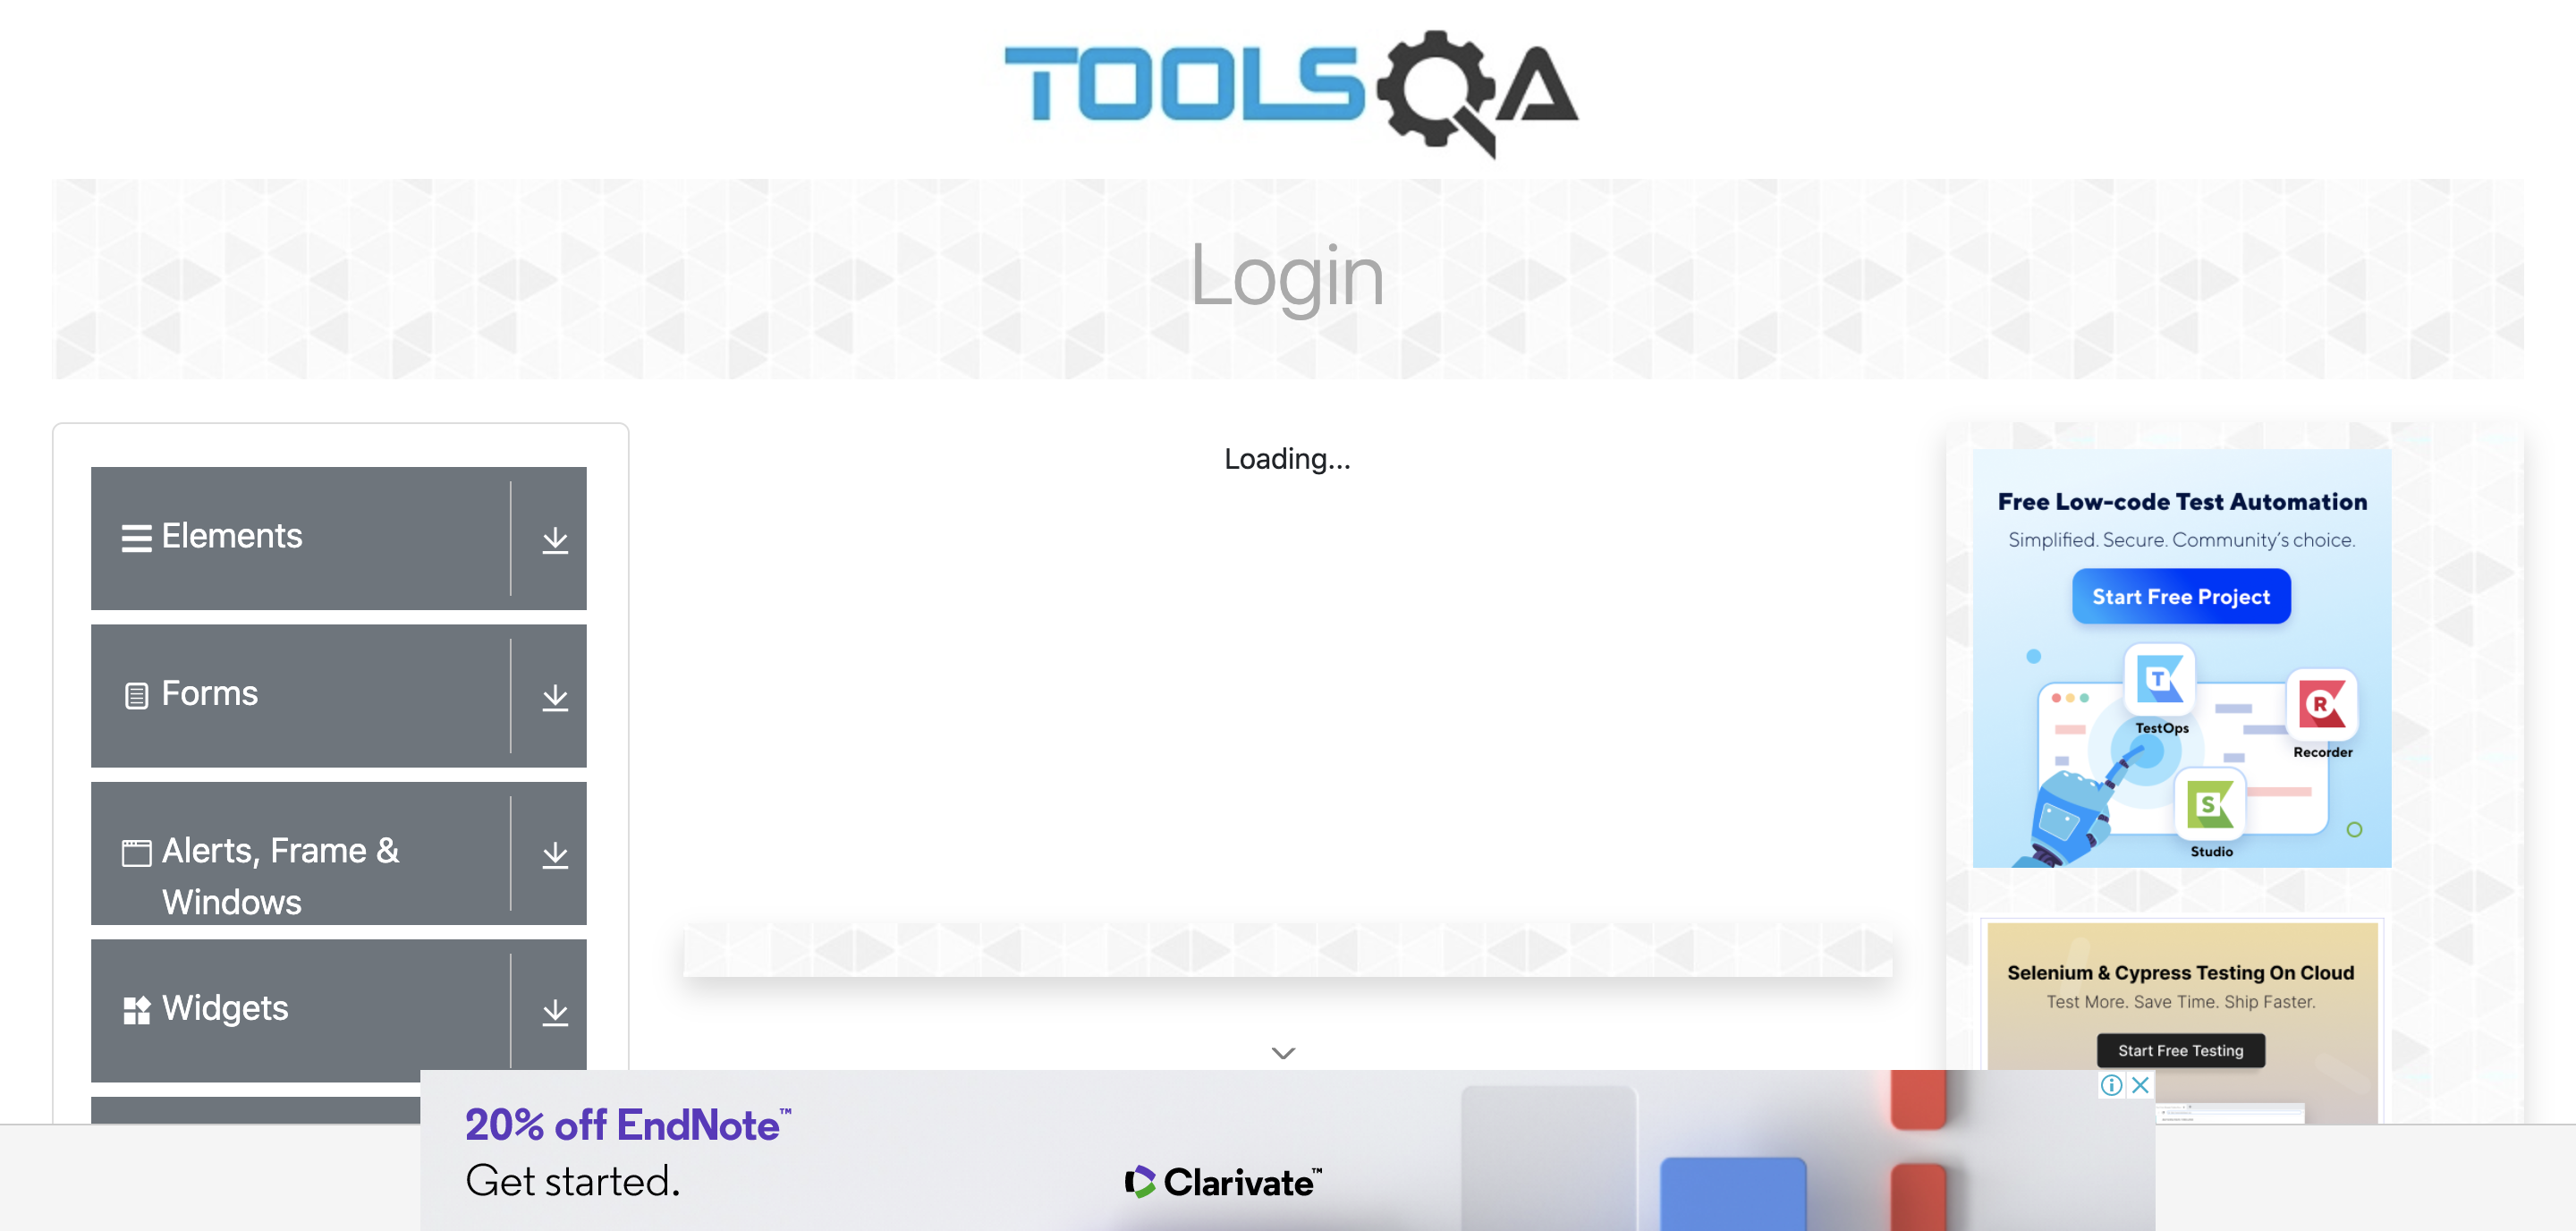 TOOLSQA
Login
Elements
Forms
Alerts, Frame &
Windows
Widgets
Loading...
Free Low-code Test Automation
Simplified. Secure. Community's choice.
Start Free Project
T
TestOps
R
Recorder
S
Studio
Selenium & Cypress Testing On Cloud
Test More. Save Time. Ship Faster.
Start Free Testing
20% off EndNote™
Get started.
Clarivate™